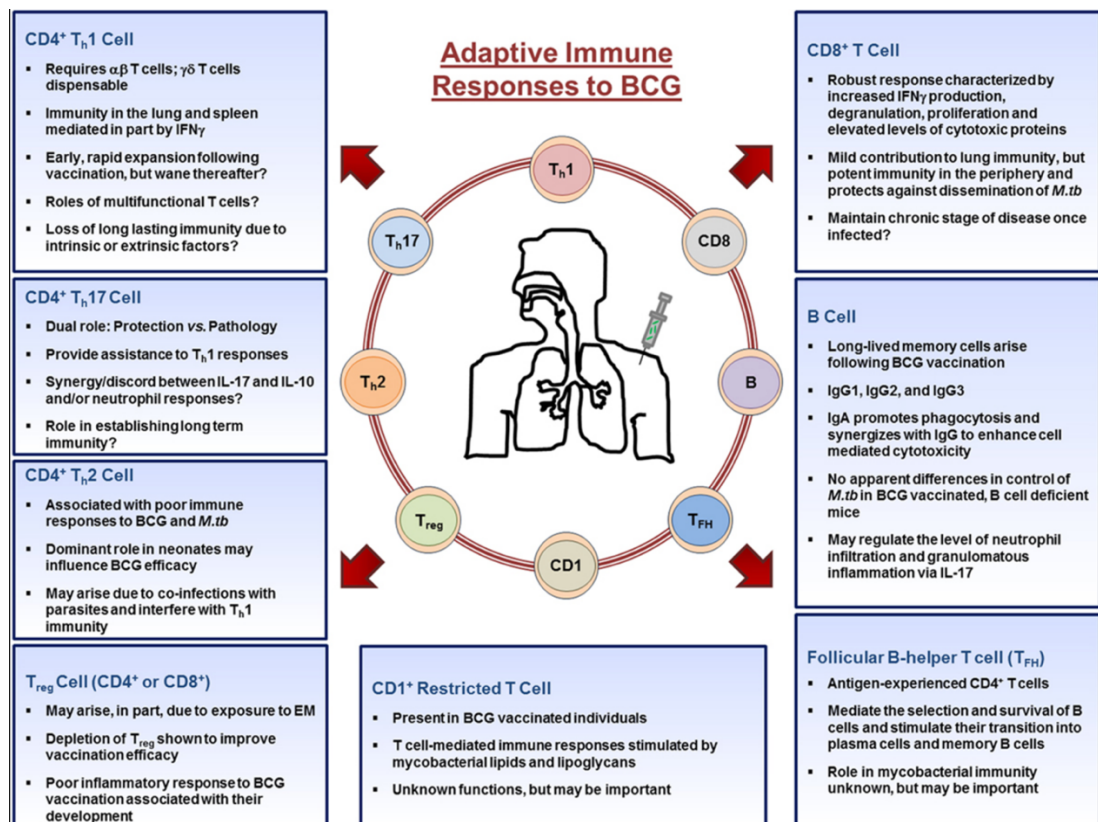 Adaptive Immune
Responses to BCG
CD4⁺ Tₕ1 Cell
▪ Requires αβ T cells; γδ T cells
dispensable
▪ Immunity in the lung and spleen
mediated in part by IFNγ
▪ Early, rapid expansion following
vaccination, but wane thereafter?
▪ Roles of multifunctional T cells?
▪ Loss of long lasting immunity due to
intrinsic or extrinsic factors?
CD4⁺ Tₕ17 Cell
▪ Dual role: Protection vs. Pathology
▪ Provide assistance to Tₕ1 responses
▪ Synergy/discord between IL-17 and IL-10
and/or neutrophil responses?
▪ Role in establishing long term
immunity?
CD4⁺ Tₕ2 Cell
▪ Associated with poor immune
responses to BCG and M.tb
▪ Dominant role in neonates may
influence BCG efficacy
▪ May arise due to co-infections with
parasites and interfere with Tₕ1
immunity
T_reg Cell (CD4⁺ or CD8⁺)
▪ May arise, in part, due to exposure to EM
▪ Depletion of T_reg shown to improve
vaccination efficacy
▪ Poor inflammatory response to BCG
vaccination associated with their
development
Tₕ1
Tₕ17
CD8
Tₕ2
B
T_reg
T_FH
CD1
CD1⁺ Restricted T Cell
▪ Present in BCG vaccinated individuals
▪ T cell-mediated immune responses stimulated by
mycobacterial lipids and lipoglycans
▪ Unknown functions, but may be important
CD8⁺ T Cell
▪ Robust response characterized by
increased IFNγ production,
degranulation, proliferation and
elevated levels of cytotoxic proteins
▪ Mild contribution to lung immunity, but
potent immunity in the periphery and
protects against dissemination of M.tb
▪ Maintain chronic stage of disease once
infected?
B Cell
▪ Long-lived memory cells arise
following BCG vaccination
▪ IgG1, IgG2, and IgG3
▪ IgA promotes phagocytosis and
synergizes with IgG to enhance cell
mediated cytotoxicity
▪ No apparent differences in control of
M.tb in BCG vaccinated, B cell deficient
mice
▪ May regulate the level of neutrophil
infiltration and granulomatous
inflammation via IL-17
Follicular B-helper T cell (T_FH)
▪ Antigen-experienced CD4⁺ T cells
▪ Mediate the selection and survival of B
cells and stimulate their transition into
plasma cells and memory B cells
▪ Role in mycobacterial immunity
unknown, but may be important